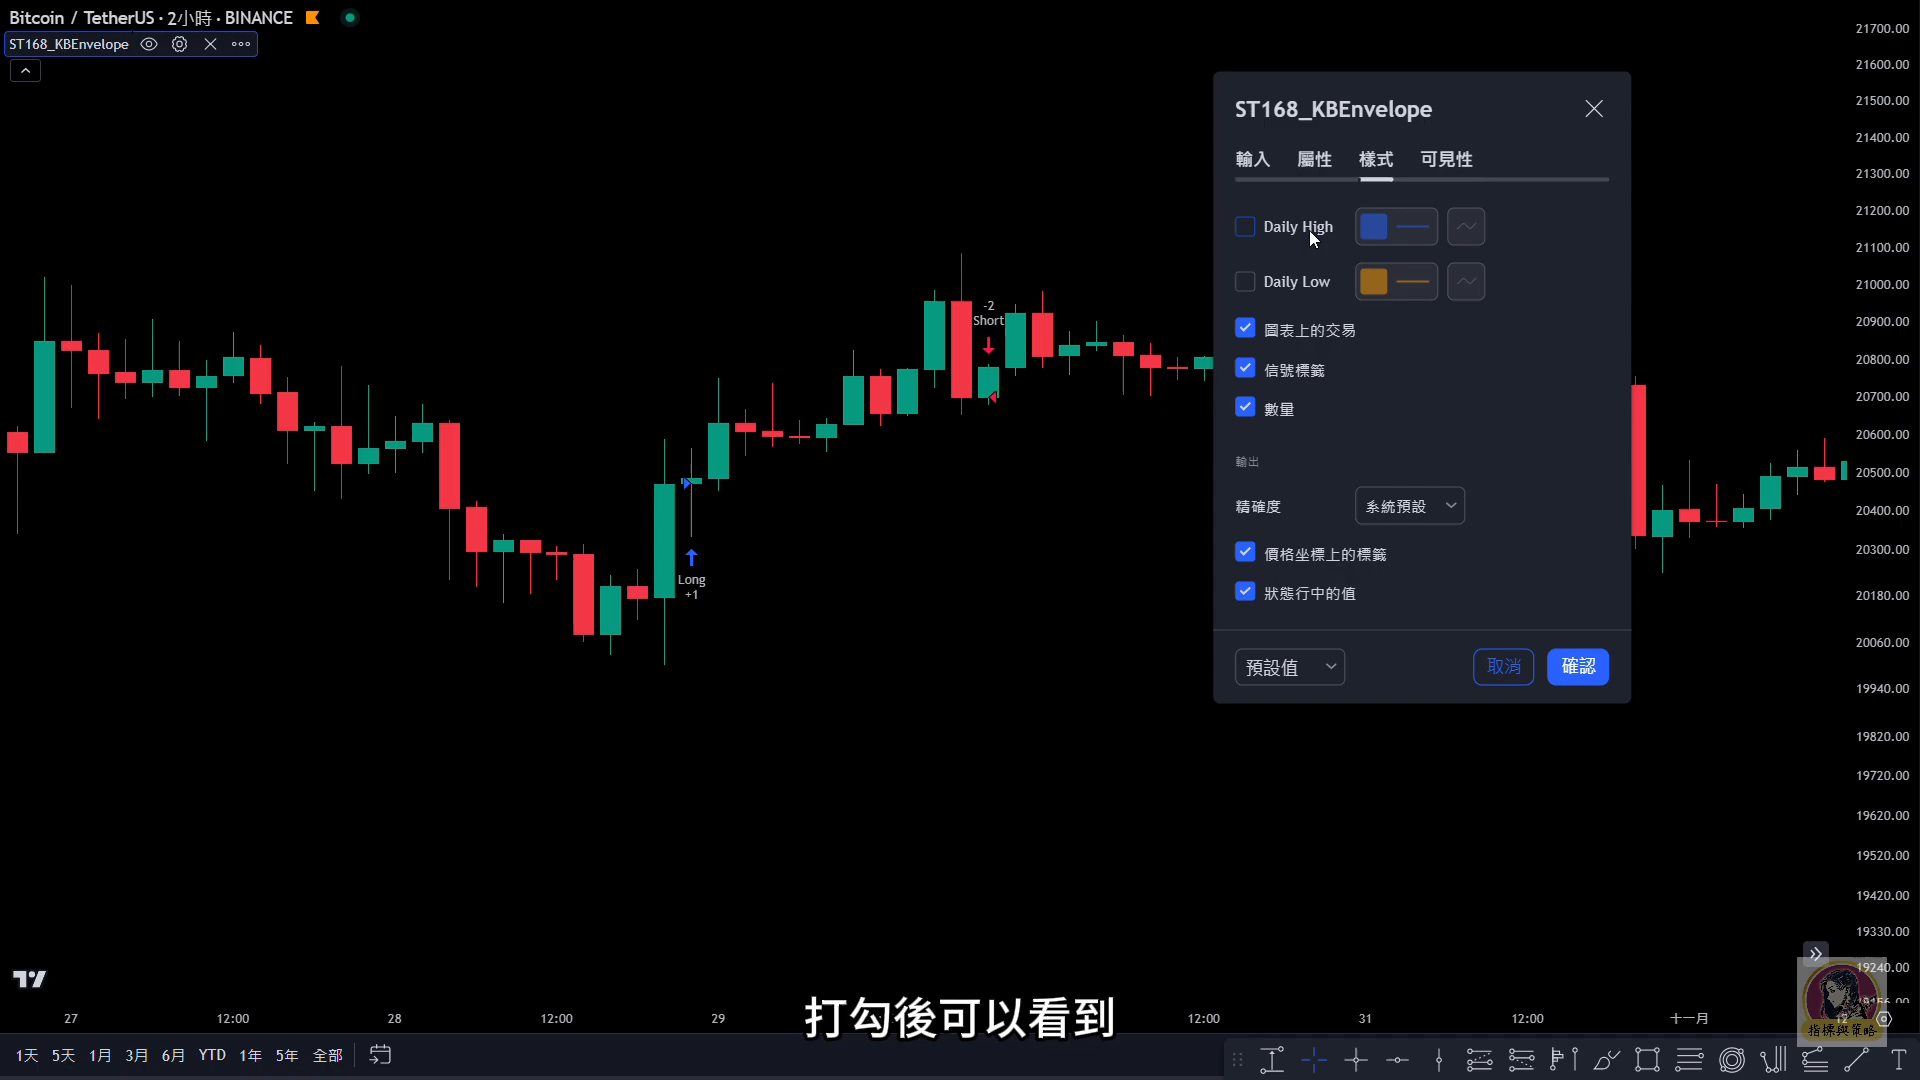 Bitcoin / TetherUS · 2小時 · BINANCE
ST168_KBEnvelope
21700.00
21600.00
21500.00
21400.00
21300.00
21200.00
21100.00
21000.00
20900.00
20800.00
20700.00
20600.00
20500.00
20400.00
20300.00
20180.00
20060.00
19940.00
19820.00
19720.00
19620.00
19520.00
19420.00
19330.00
19240.00
ST168_KBEnvelope
輸入 屬性 樣式 可見性
Daily High
Daily Low
圖表上的交易
信號標籤
數量
輸出
精確度 系統預設
價格坐標上的標籤
狀態行中的值
預設值 取消 確認
-2
Short
Long
+1
27 12:00 28 12:00 29 12:00 31 12:00 十一月
打勾後可以看到
指標與策略
1天 5天 1月 3月 6月 YTD 1年 5年 全部